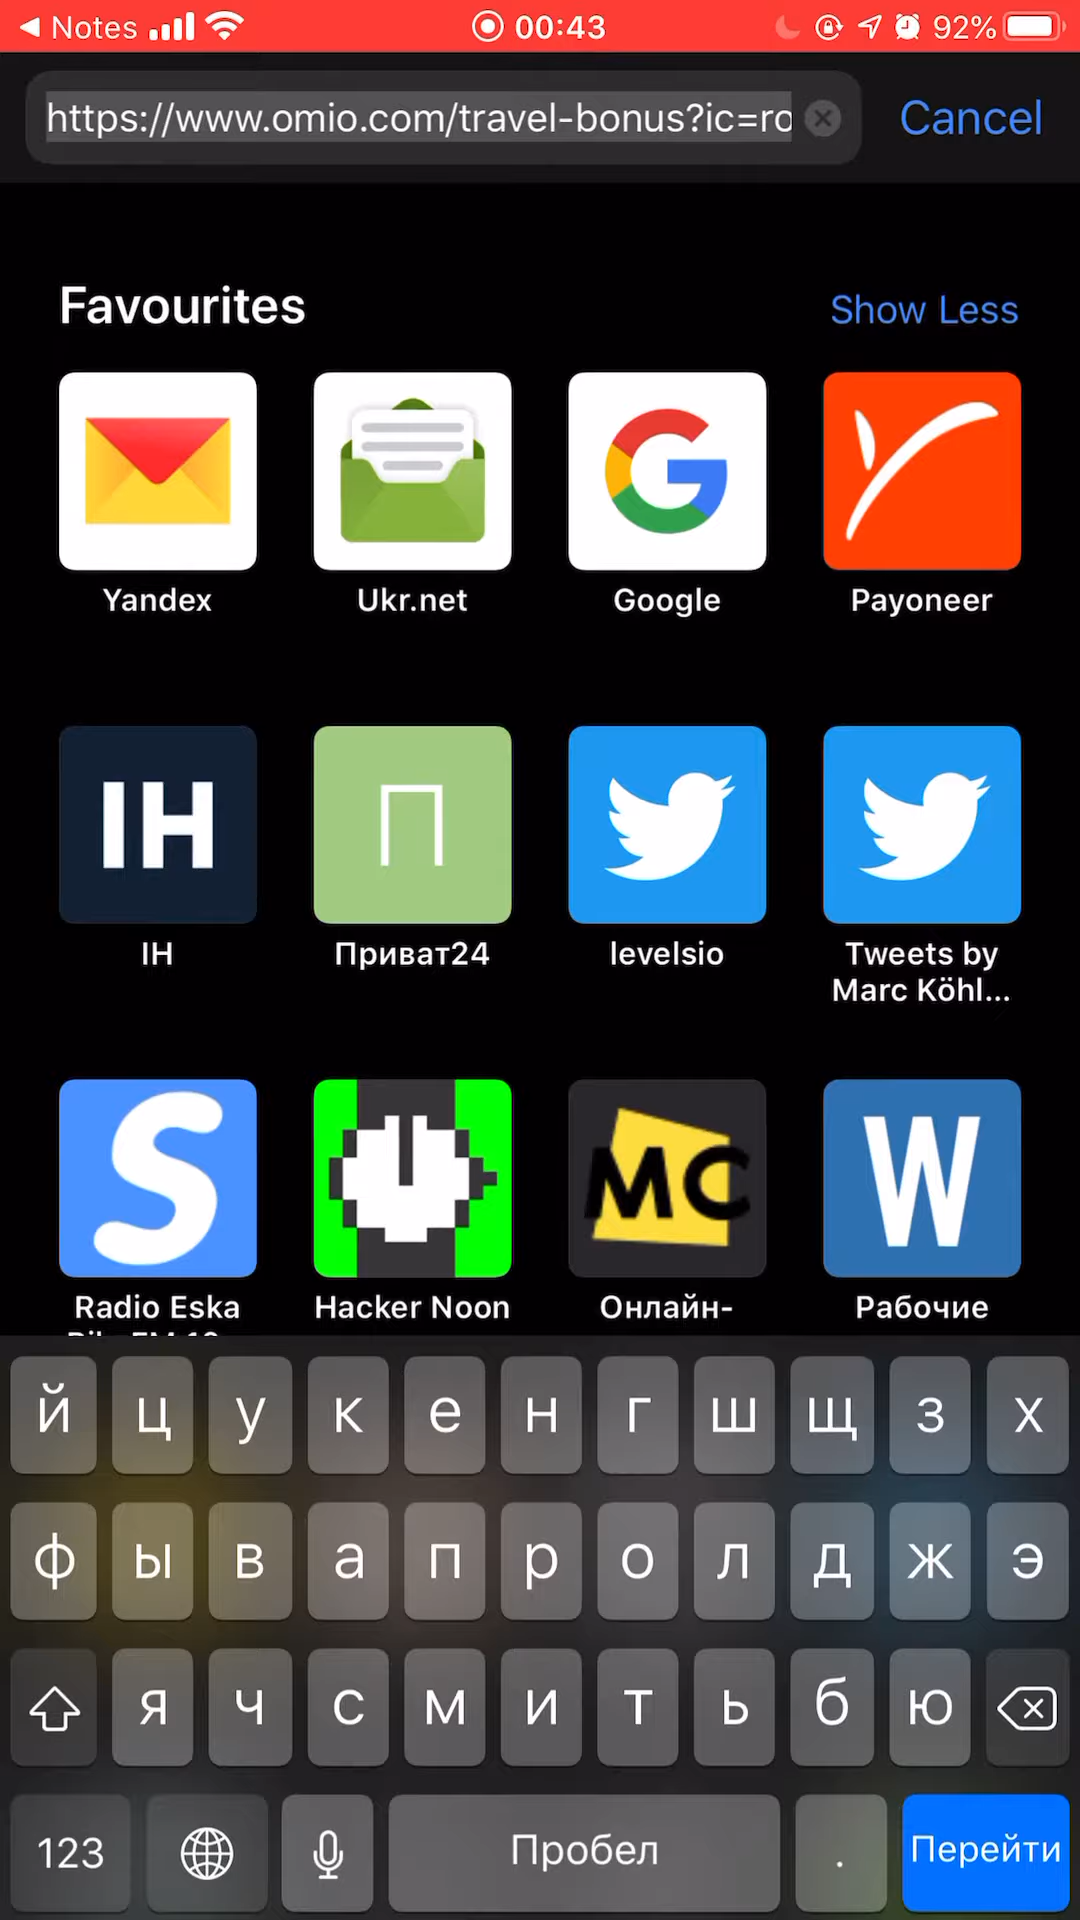 Notes 00:43 92%
https://www.omio.com/travel-bonus?ic=ro Cancel
Favourites Show Less
Yandex Ukr.net Google Payoneer
IH П
IH Приват24 levelsio Tweets by
Marc Köhl...
S MC W
Radio Eska Hacker Noon Онлайн- Рабочие
й ц у к е н г ш щ з х
ф ы в а п р о л д ж э
я ч с м и т ь б ю
123 Пробел . Перейти